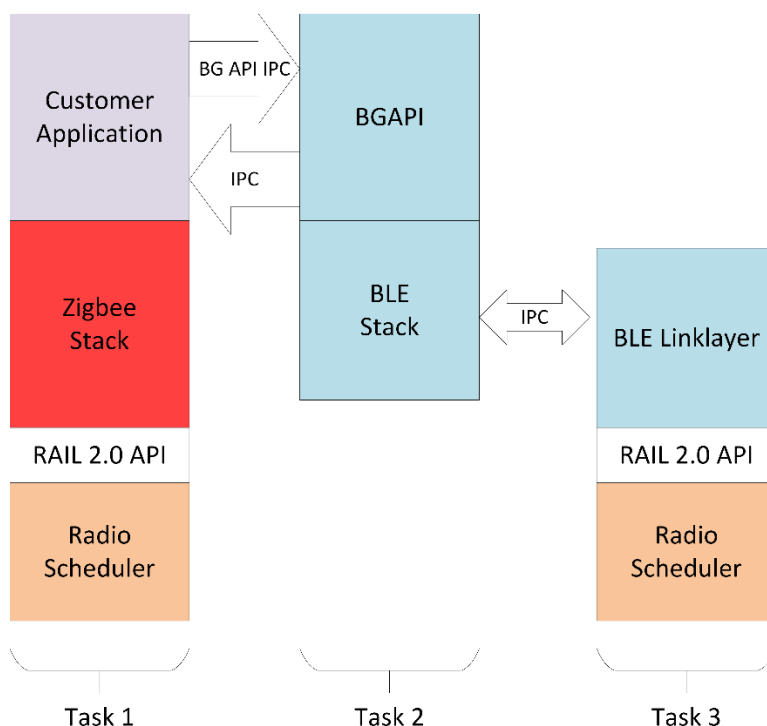 Customer
Application
BG API IPC
IPC
BGAPI
Zigbee
Stack
BLE
Stack
IPC
BLE Linklayer
RAIL 2.0 API
RAIL 2.0 API
Radio
Scheduler
Radio
Scheduler
Task 1
Task 2
Task 3